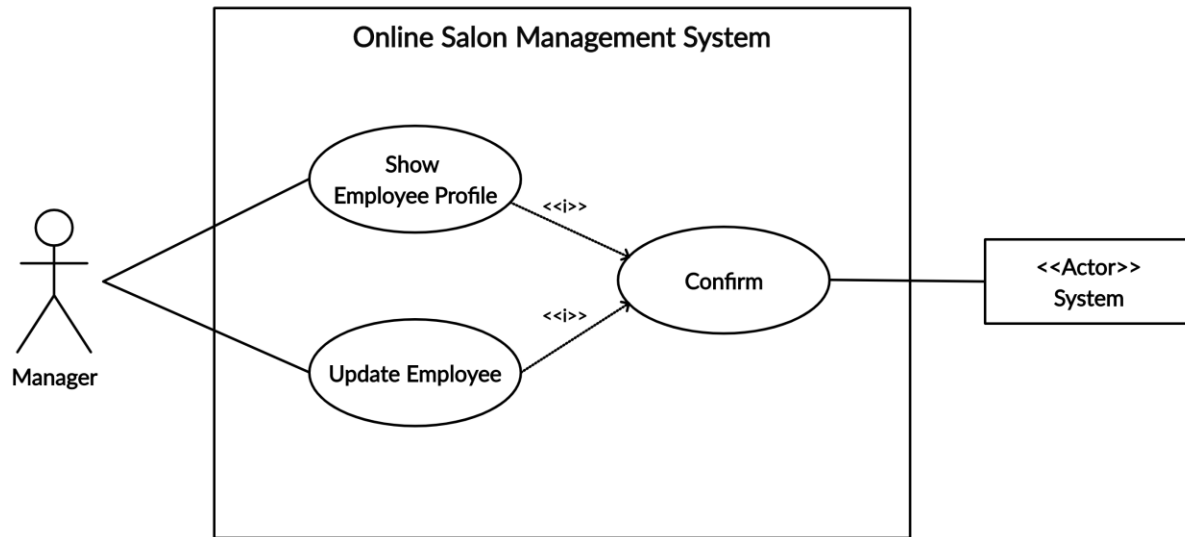 Online Salon Management System
Show
Employee Profile
<<i>>
Confirm
<<Actor>>
System
<<i>>
Update Employee
Manager